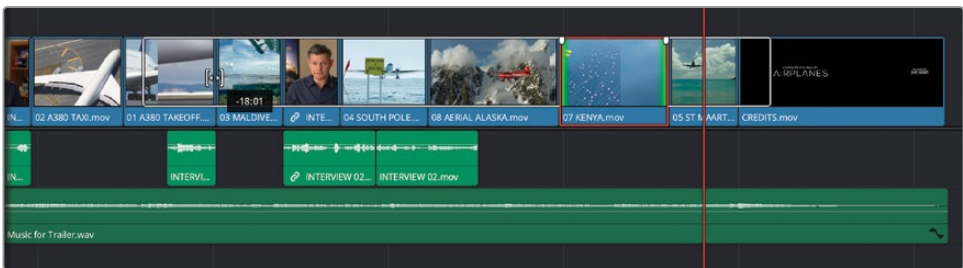 AIRPLANES
-18:01
IN...
02 A380 TAXI.mov
01 A380 TAKEOFF....
03 MALDIVE...
INTE...
04 SOUTH POLE....
08 AERIAL ALASKA.mov
07 KENYA.mov
05 ST MAART...
CREDITS.mov
IN...
INTERVI...
INTERVIEW 02...
INTERVIEW 02.mov
Music for Trailer.wav